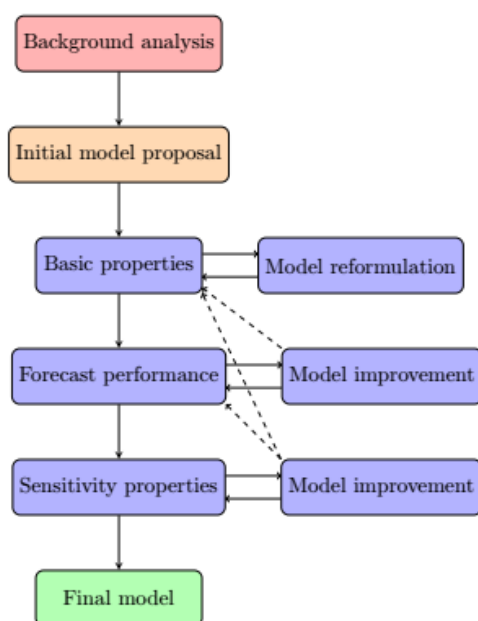 Background analysis
Initial model proposal
Basic properties
Model reformulation
Forecast performance
Model improvement
Sensitivity properties
Model improvement
Final model